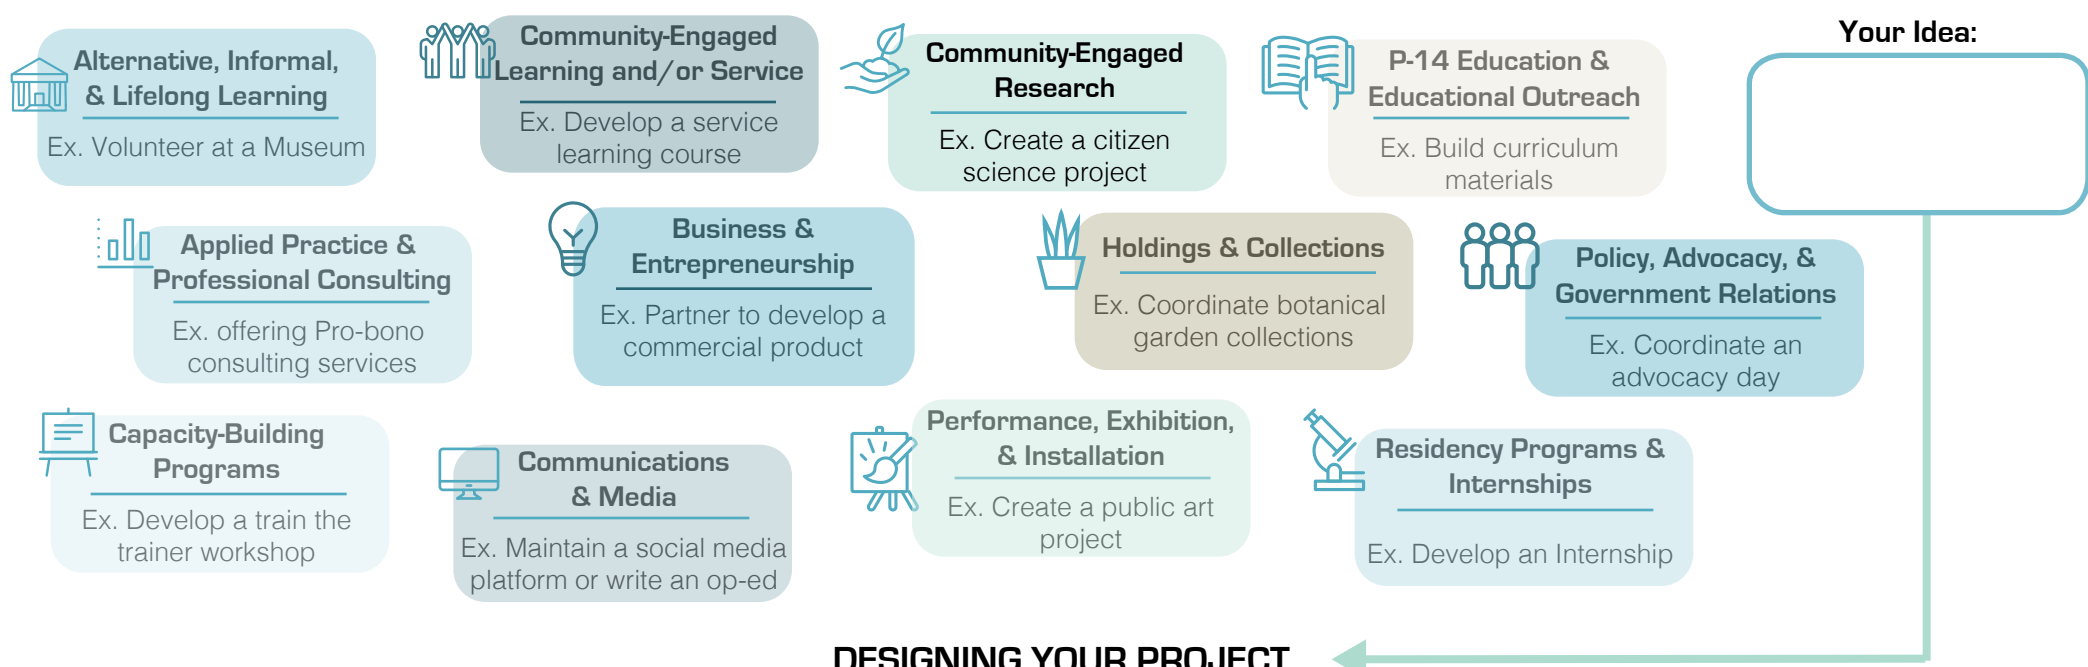 Alternative, Informal,
& Lifelong Learning
Ex. Volunteer at a Museum
Community-Engaged
Learning and/or Service
Ex. Develop a service
learning course
Community-Engaged
Research
Ex. Create a citizen
science project
P-14 Education &
Educational Outreach
Ex. Build curriculum
materials
Your Idea:
Applied Practice &
Professional Consulting
Ex. offering Pro-bono
consulting services
Business &
Entrepreneurship
Ex. Partner to develop a
commercial product
Holdings & Collections
Ex. Coordinate botanical
garden collections
Policy, Advocacy, &
Government Relations
Ex. Coordinate an
advocacy day
Capacity-Building
Programs
Ex. Develop a train the
trainer workshop
Communications
& Media
Ex. Maintain a social media
platform or write an op-ed
Performance, Exhibition,
& Installation
Ex. Create a public art
project
Residency Programs &
Internships
Ex. Develop an Internship
DESIGNING YOUR PROJECT